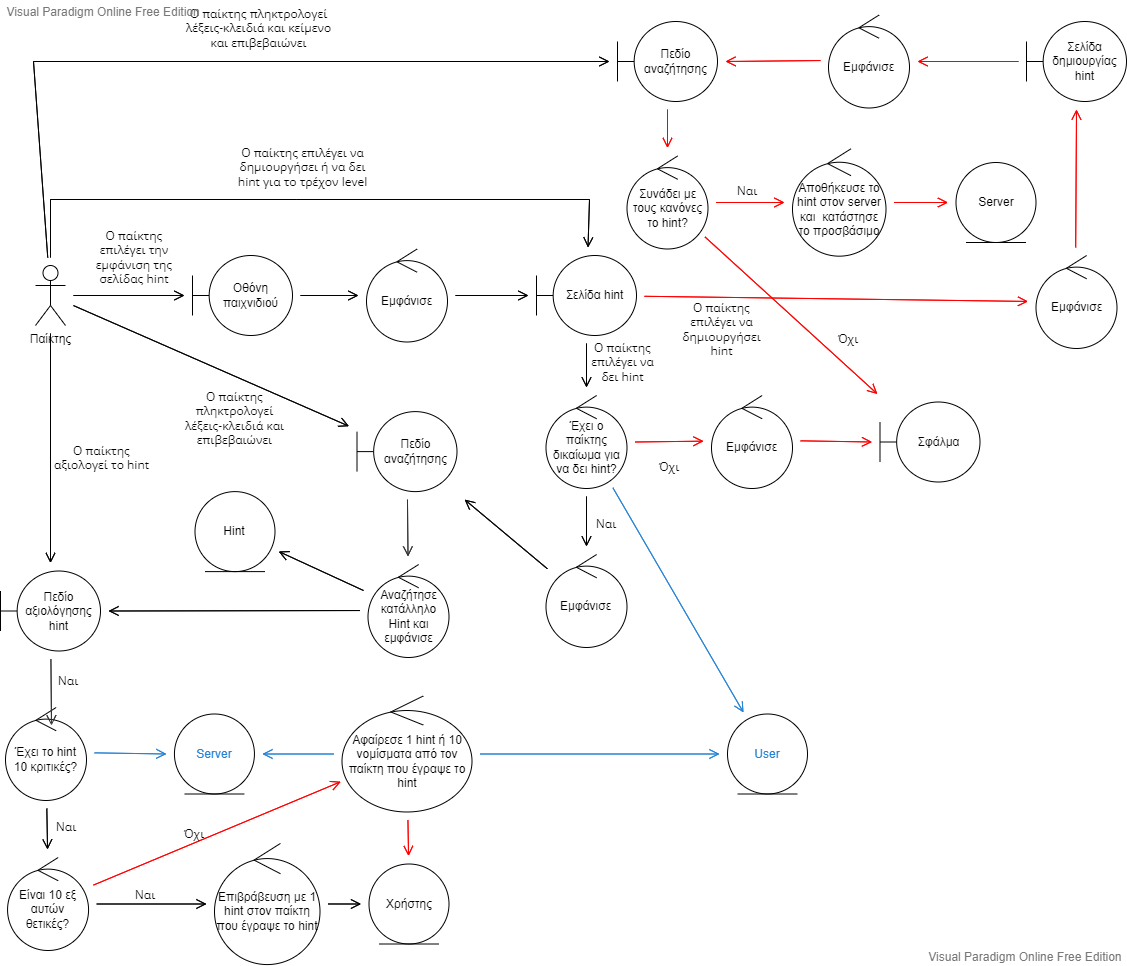 Visual Paradigm Online Free Edition
Ο παίκτης πληκτρολογεί
λέξεις-κλειδιά και κείμενο
και επιβεβαιώνει
Πεδίο
αναζήτησης
Εμφάνισε
Σελίδα
δημιουργίας
hint
Ο παίκτης επιλέγει να
δημιουργήσει ή να δει
hint για το τρέχον level
Συνάδει με
τους κανόνες
το hint?
Ναι
Αποθήκευσε το
hint στον server
και κατάστησε
το προσβάσιμο
Server
Ο παίκτης
επιλέγει την
εμφάνιση της
σελίδας hint
Παίκτης
Οθόνη
παιχνιδιού
Εμφάνισε
Σελίδα hint
Ο παίκτης
επιλέγει να
δημιουργήσει
hint
Εμφάνισε
Όχι
Ο παίκτης
επιλέγει να
δει hint
Ο παίκτης
πληκτρολογεί
λέξεις-κλειδιά και
επιβεβαιώνει
Πεδίο
αναζήτησης
Έχει ο
παίκτης
δικαίωμα για
να δει hint?
Όχι
Εμφάνισε
Σφάλμα
Ο παίκτης
αξιολογεί το hint
Hint
Ναι
Πεδίο
αξιολόγησης
hint
Αναζήτησε
κατάλληλο
Hint και
εμφάνισε
Εμφάνισε
Ναι
Έχει το hint
10 κριτικές?
Server
Αφαίρεσε 1 hint ή 10
νομίσματα από τον
παίκτη που έγραψε το
hint
User
Ναι
Όχι
Είναι 10 εξ
αυτών
θετικές?
Ναι
Επιβράβευση με 1
hint στον παίκτη
που έγραψε το hint
Χρήστης
Visual Paradigm Online Free Edition